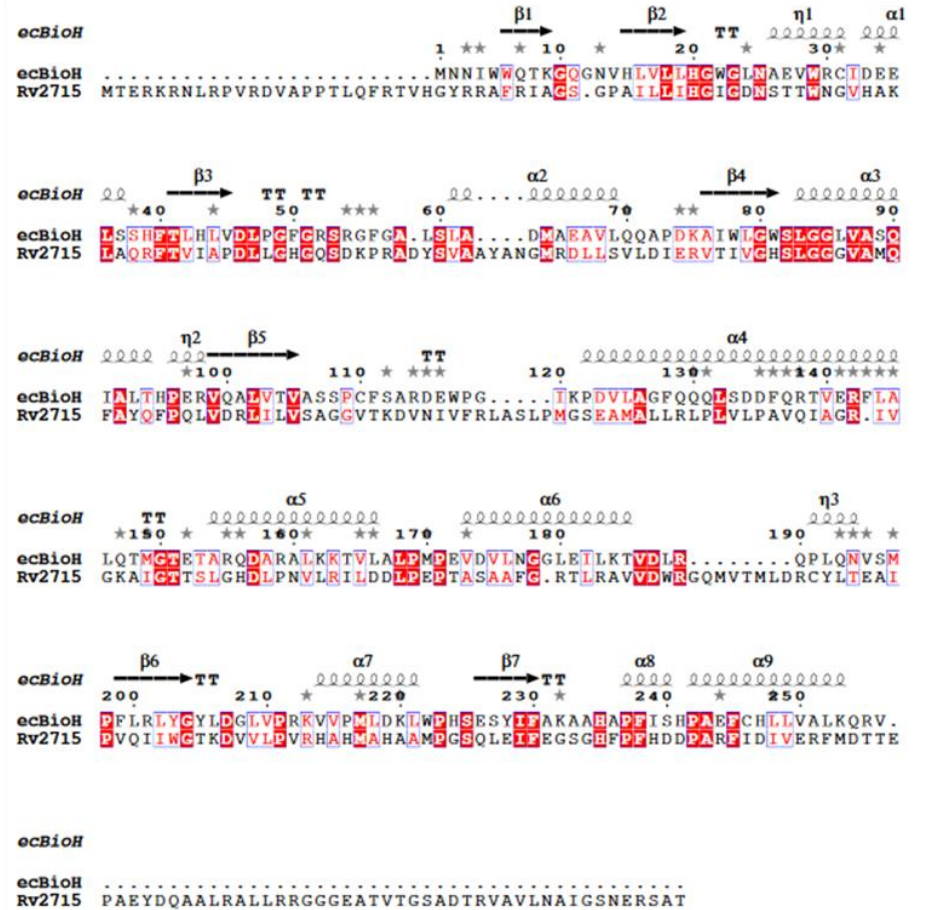 β1 β2 η1 α1
ecBioH TT
1 10 20 30
ecBioH .........................MNNIWWQTKGQGNVHLVLLHGWGLNAEVWRCIDEE
Rv2715 MTERKRNLRPVRDVAPPTLQFRTVHGYRRAFRIAGS.GPAILLIHGIGDNSTTWNGVHAK
β3 α2 β4 α3
ecBioH TT TT
40 50 60 70 80 90
ecBioH LSSHFTLHLVDLPGFGRSRGFGA.LSLA....DMAEAVLQQAPDKAIWLGWSLGGLVASQ
Rv2715 LAQRFTVIAPDLLGHGQSDKPRADYSVAAYANGMRDLLSVLDIERVTIVGHSLGGGVAMQ
η2 β5 α4
ecBioH TT
100 110 120 130 140
ecBioH IALTHPERVQALVTVASSPCFSARDEWPG.....IKPDVLAGFQQQLSDDFQRTVERFLA
Rv2715 FAYQFPQLVDRLILVSAGGVTKDVNIVFRLASLPMGSEAMALLRLPLVLPAVQIAGR.IV
α5 α6 η3
ecBioH TT
150 160 170 180 190
ecBioH LQTMGTETARQDARALKKTVLALPMPEVDVLNGGLEILKTVDLR........QPLQNVSM
Rv2715 GKAIGTTSLGHDLPNVLRILDDLPEPTASAAFG.RTLRAVVDWRGQMVTMLDRCYLTEAI
β6 α7 β7 α8 α9
ecBioH TT TT
200 210 220 230 240 250
ecBioH PFLRLYGYLDGLVPRKVVPMLDKLWPHSESYIFAKAAHAPFISHPAEFCHLLVALKQRV.
Rv2715 PVQIIWGTKDVVLPVRHAHMAHAAMPGSQLEIFEGSGHFPFHDDPARFIDIVERFMDTTE
ecBioH
ecBioH ............................................
Rv2715 PAEYDQAALRALLRRGGGEATVTGSADTRVAVLNAIGSNERSAT